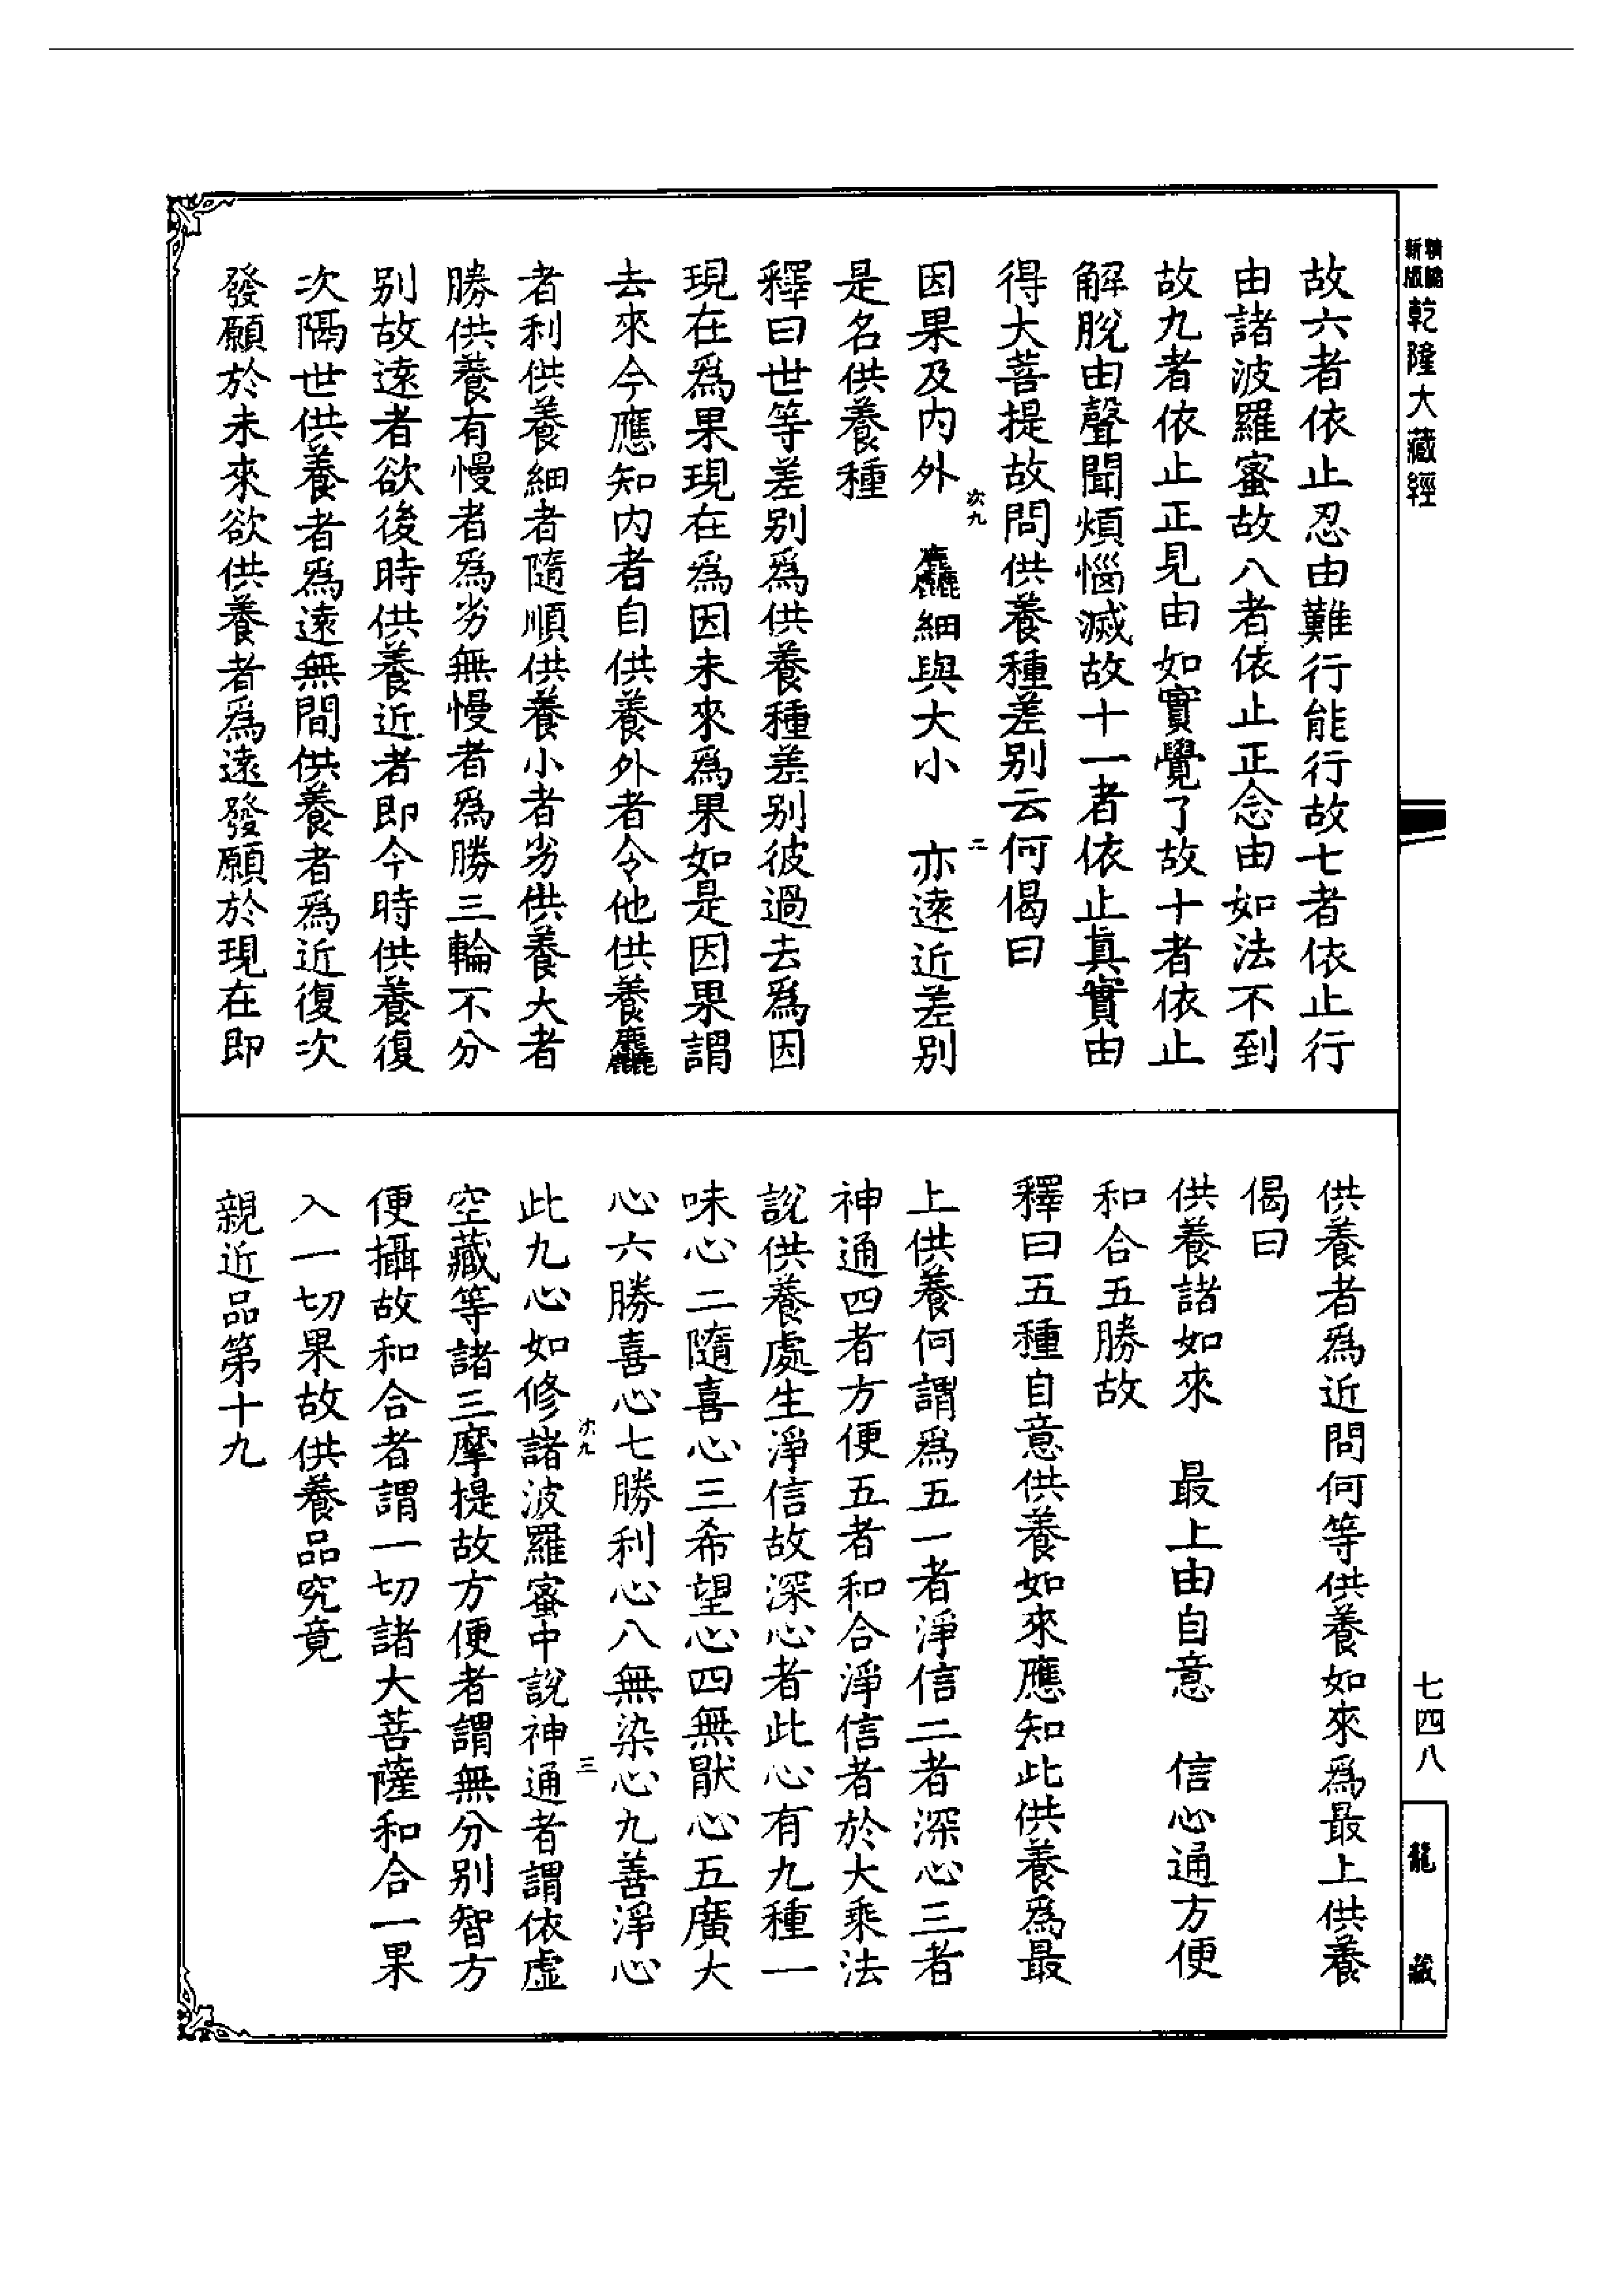 新版 精縮 乾隆大藏經
故六者依止忍由難行能行故七者依止行
由諸波羅蜜故八者依止正念由如法不到
故九者依止正見由如實覺了故十者依止
解脫由聲聞煩惱滅故十一者依止真實由
得大菩提故問供養種差别云何偈曰
次九 二
因果及内外 麤細與大小 亦遠近差别
是名供養種
釋曰世等差别爲供養種差别彼過去爲因
現在爲果現在爲因未來爲果如是因果謂
去來今應知内者自供養外者令他供養麤
者利供養細者隨順供養小者劣供養大者
勝供養有慢者爲劣無慢者爲勝三輪不分
别故遠者欲後時供養近者即今時供養復
次隔世供養者爲遠無間供養者爲近復次
發願於未來欲供養者爲遠發願於現在即
供養者爲近問何等供養如來爲最上供養
偈曰
供養諸如來 最上由自意 信心通方便
和合五勝故
釋曰五種自意供養如來應知此供養爲最
上供養何謂爲五一者淨信二者深心三者
神通四者方便五者和合淨信者於大乘法
說供養處生淨信故深心者此心有九種一
味心二隨喜心三希望心四無厭心五廣大
心六勝喜心七勝利心八無染心九善淨心
次九 三
此九心如修諸波羅蜜中說神通者謂依虛
空藏等諸三摩提故方便者謂無分别智方
便攝故和合者謂一切諸大菩薩和合一果
入一切果故供養品究竟
親近品第十九
七四八
龍藏